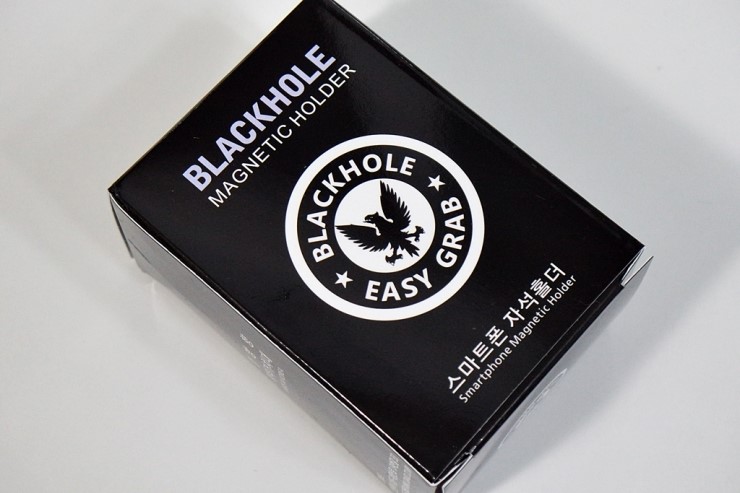 BLACKHOLE
MAGNETIC HOLDER
BLACKHOLE
EASY GRAB
스마트폰 자석홀더
Smartphone Magnetic Holder